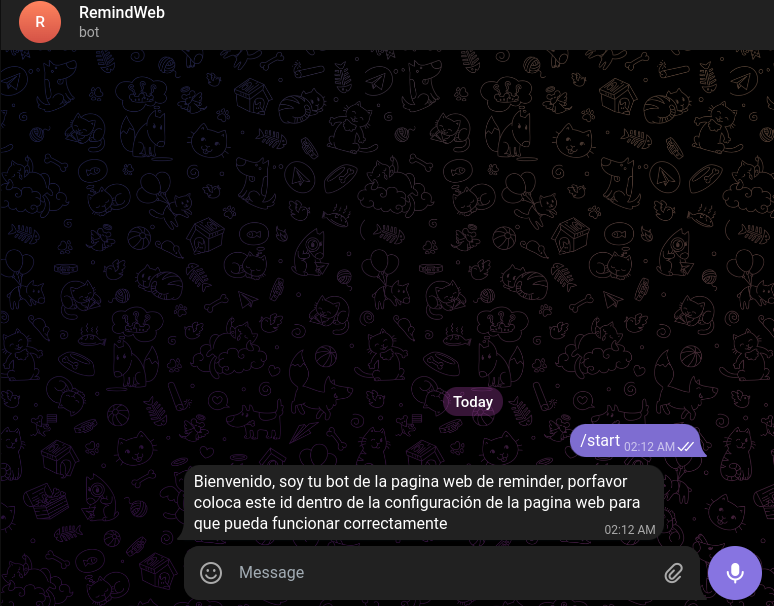 R
RemindWeb
bot
Today
/start 02:12 AM
Bienvenido, soy tu bot de la pagina web de reminder, porfavor
coloca este id dentro de la configuración de la pagina web para
que pueda funcionar correctamente
02:12 AM
Message